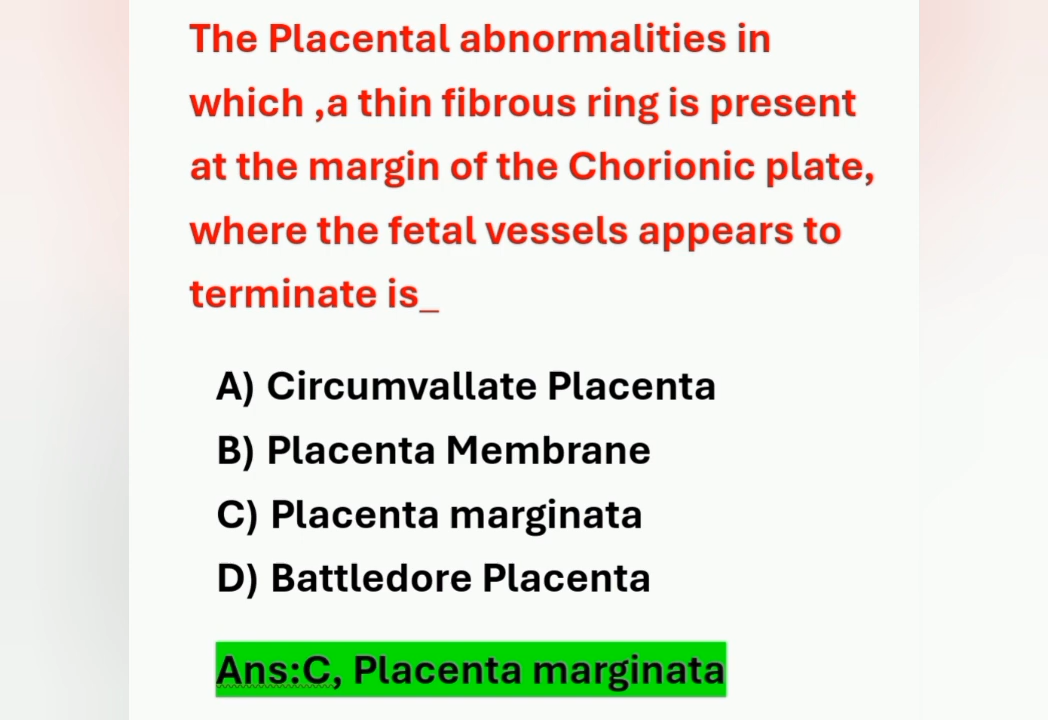 The Placental abnormalities in
which ,a thin fibrous ring is present
at the margin of the Chorionic plate,
where the fetal vessels appears to
terminate is_
A) Circumvallate Placenta
B) Placenta Membrane
C) Placenta marginata
D) Battledore Placenta
Ans:C, Placenta marginata